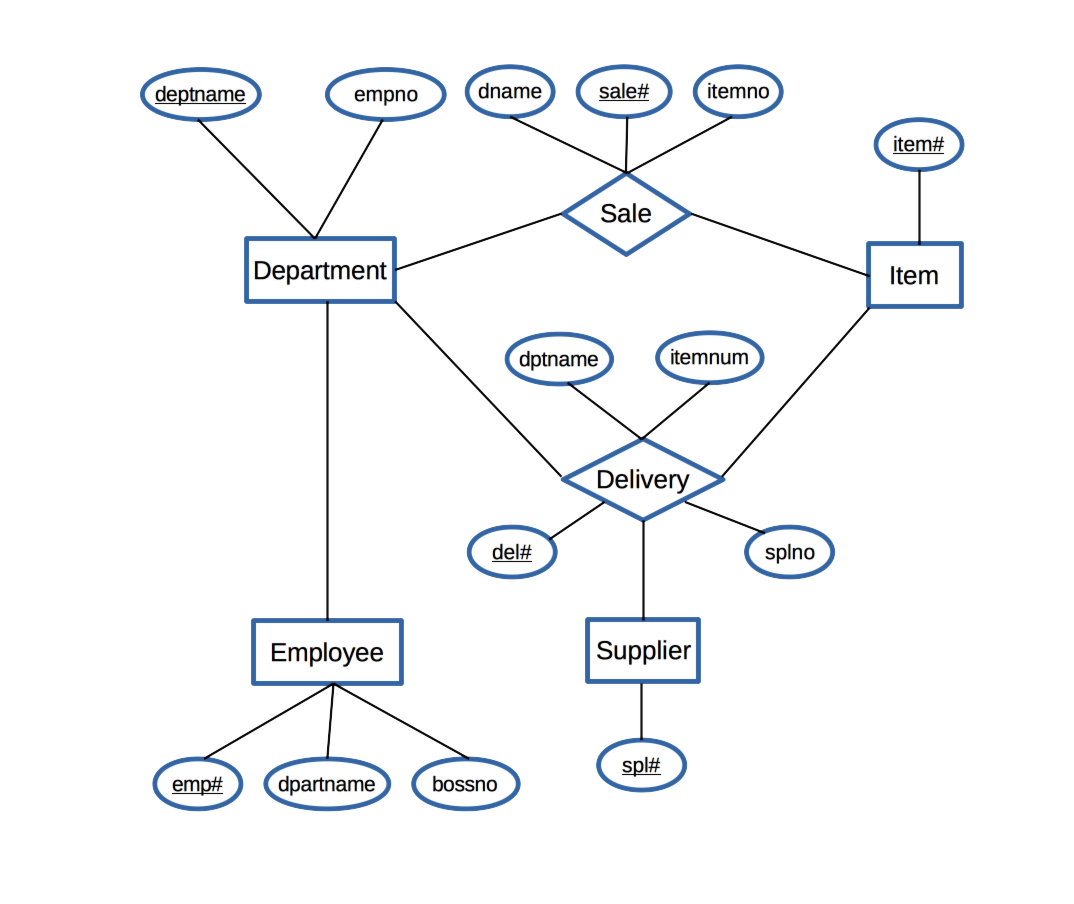 deptname
empno
dname
sale#
itemno
item#
Sale
Department
Item
dptname
itemnum
Delivery
del#
splno
Employee
Supplier
emp#
dpartname
bossno
spl#